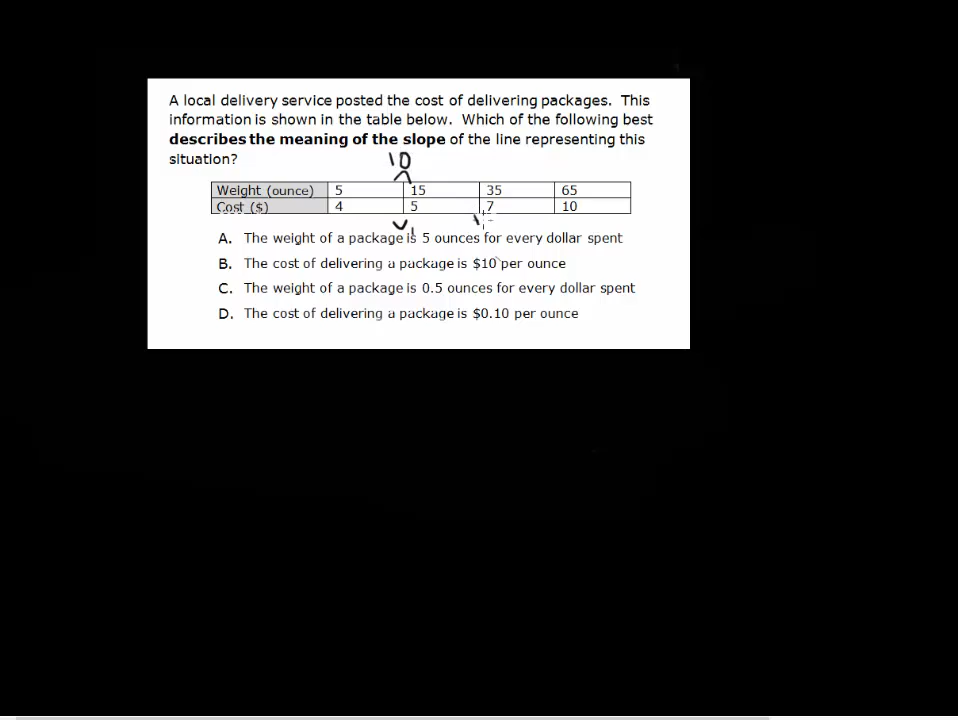 A local delivery service posted the cost of delivering packages. This
information is shown in the table below. Which of the following best
describes the meaning of the slope of the line representing this
situation?
10
Weight (ounce) 5 15 35 65
Cost ($) 4 5 7 10
1
A. The weight of a package is 5 ounces for every dollar spent
B. The cost of delivering a package is $10 per ounce
C. The weight of a package is 0.5 ounces for every dollar spent
D. The cost of delivering a package is $0.10 per ounce